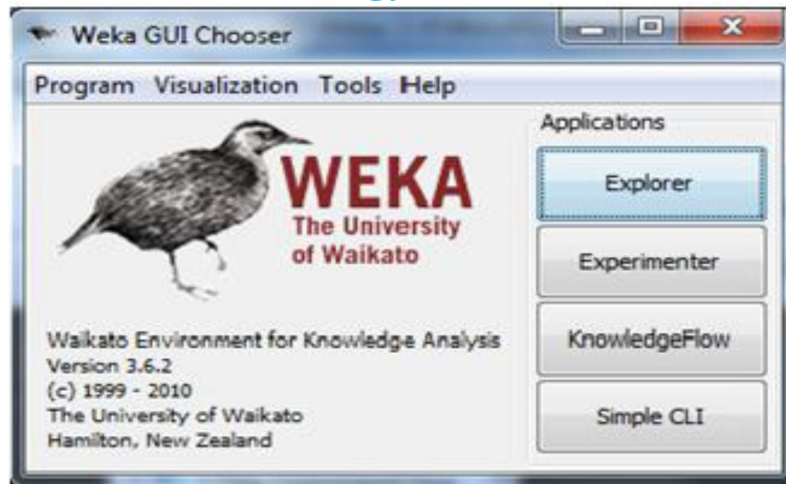 Weka GUI Chooser
Program Visualization Tools Help
Applications
WEKA
The University
of Waikato
Explorer
Experimenter
KnowledgeFlow
Simple CLI
Waikato Environment for Knowledge Analysis
Version 3.6.2
(c) 1999 - 2010
The University of Waikato
Hamilton, New Zealand